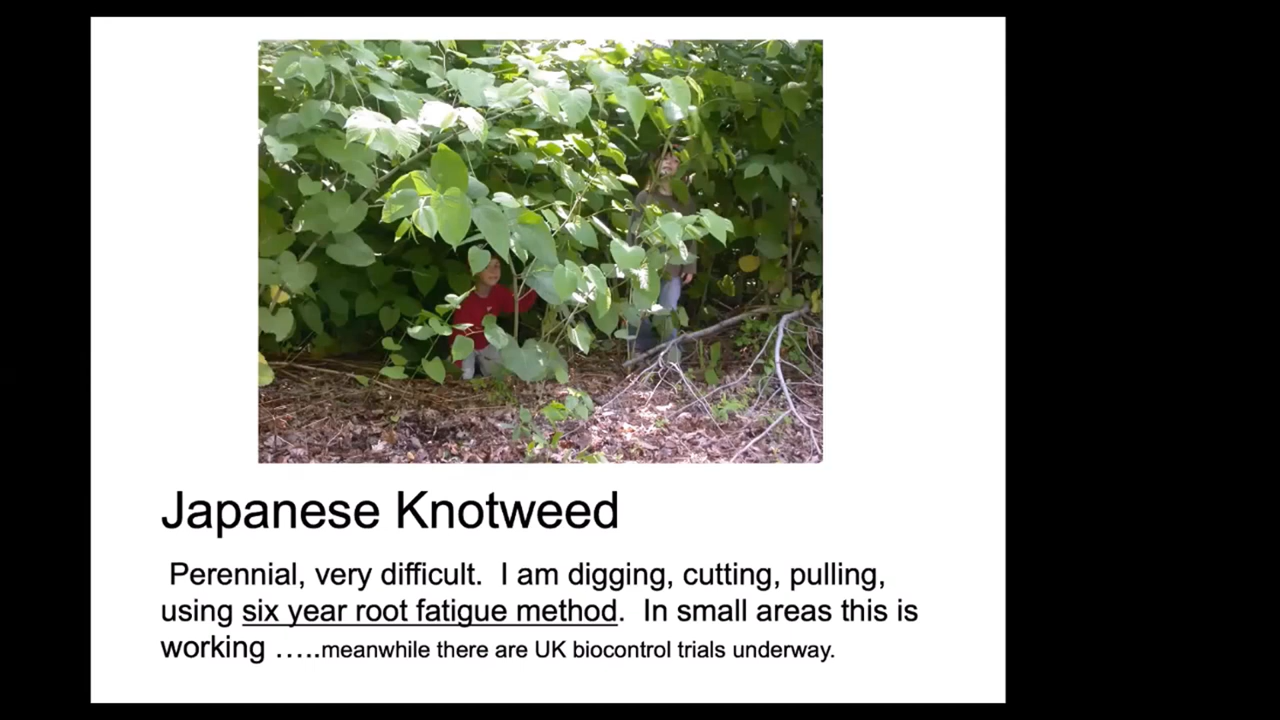 Japanese Knotweed
Perennial, very difficult.  I am digging, cutting, pulling,
using six year root fatigue method.  In small areas this is
working …..meanwhile there are UK biocontrol trials underway.